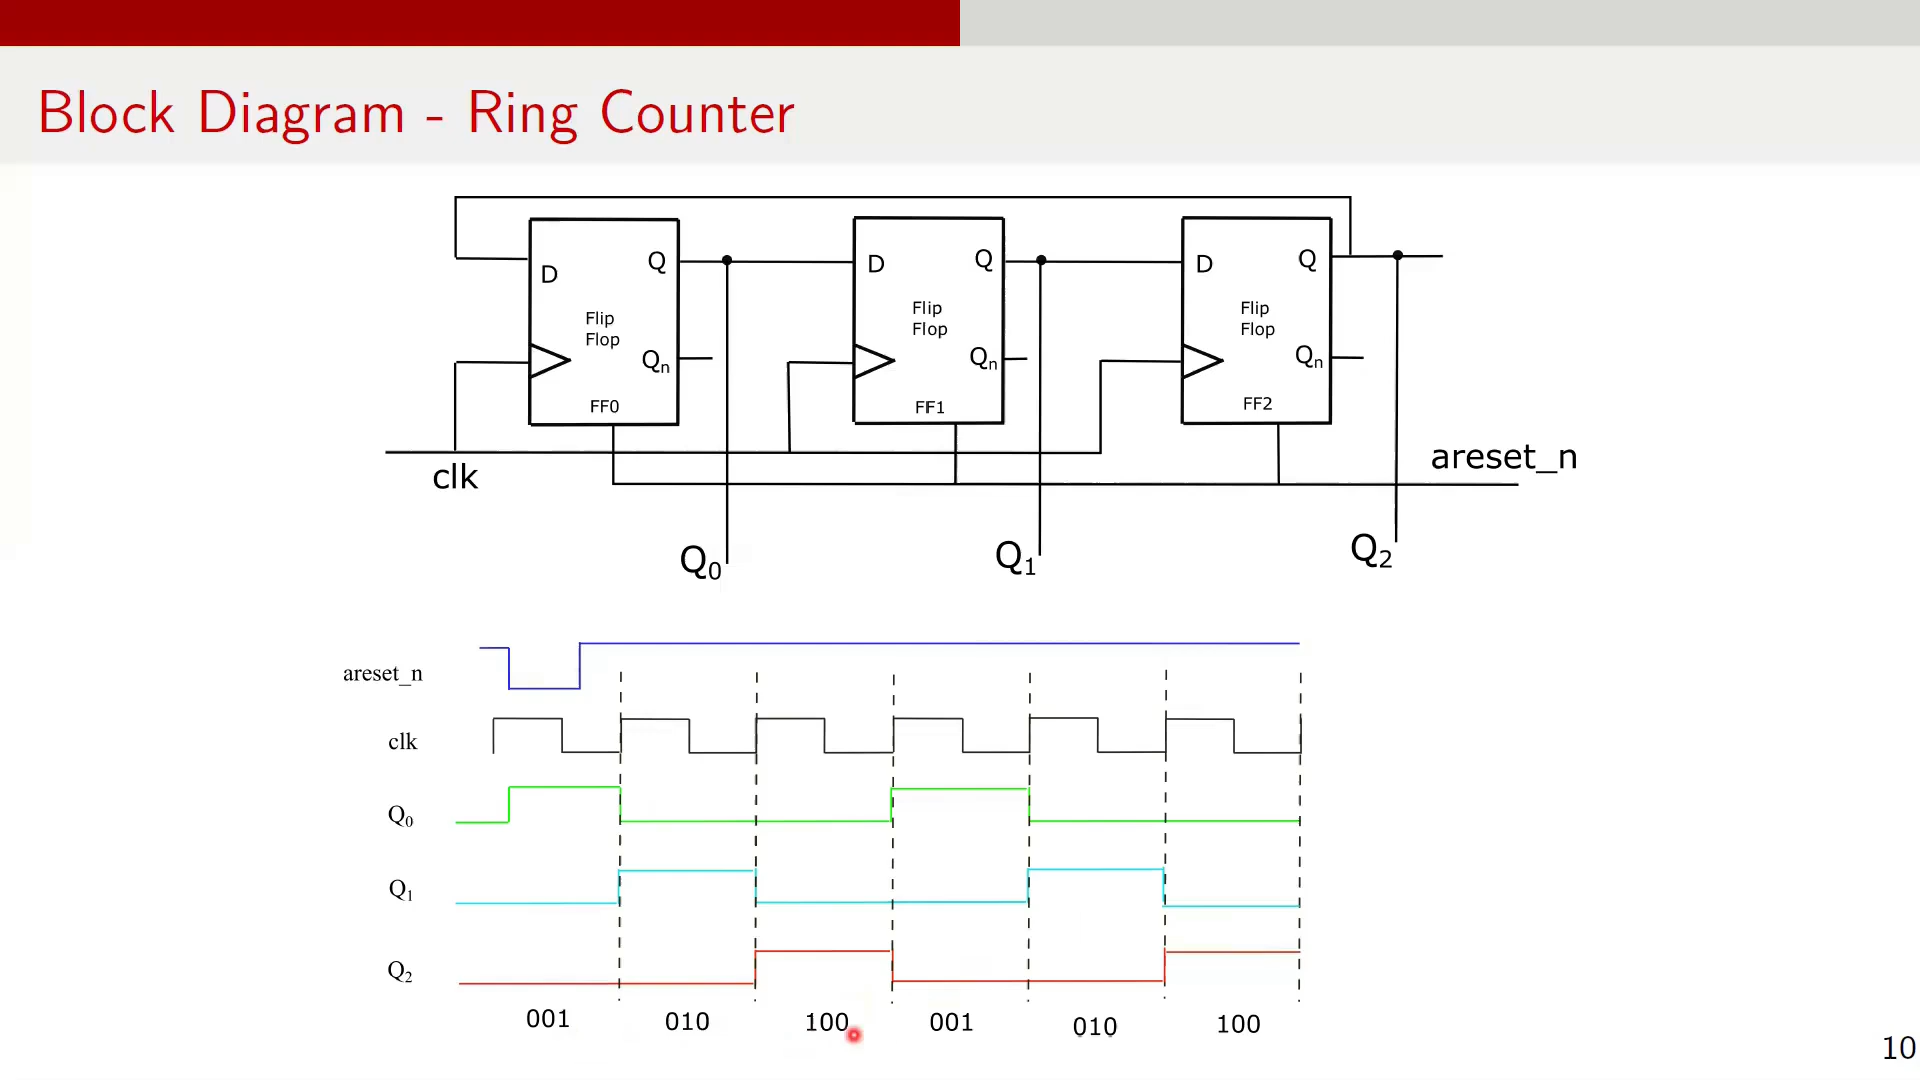 Block Diagram - Ring Counter
D Q D Q D Q
Flip Flop Flip Flop Flip Flop
Qn Qn Qn
FF0 FF1 FF2
clk areset_n
Q0 Q1 Q2
areset_n
clk
Q0
Q1
Q2
001 010 100 001 010 100
10